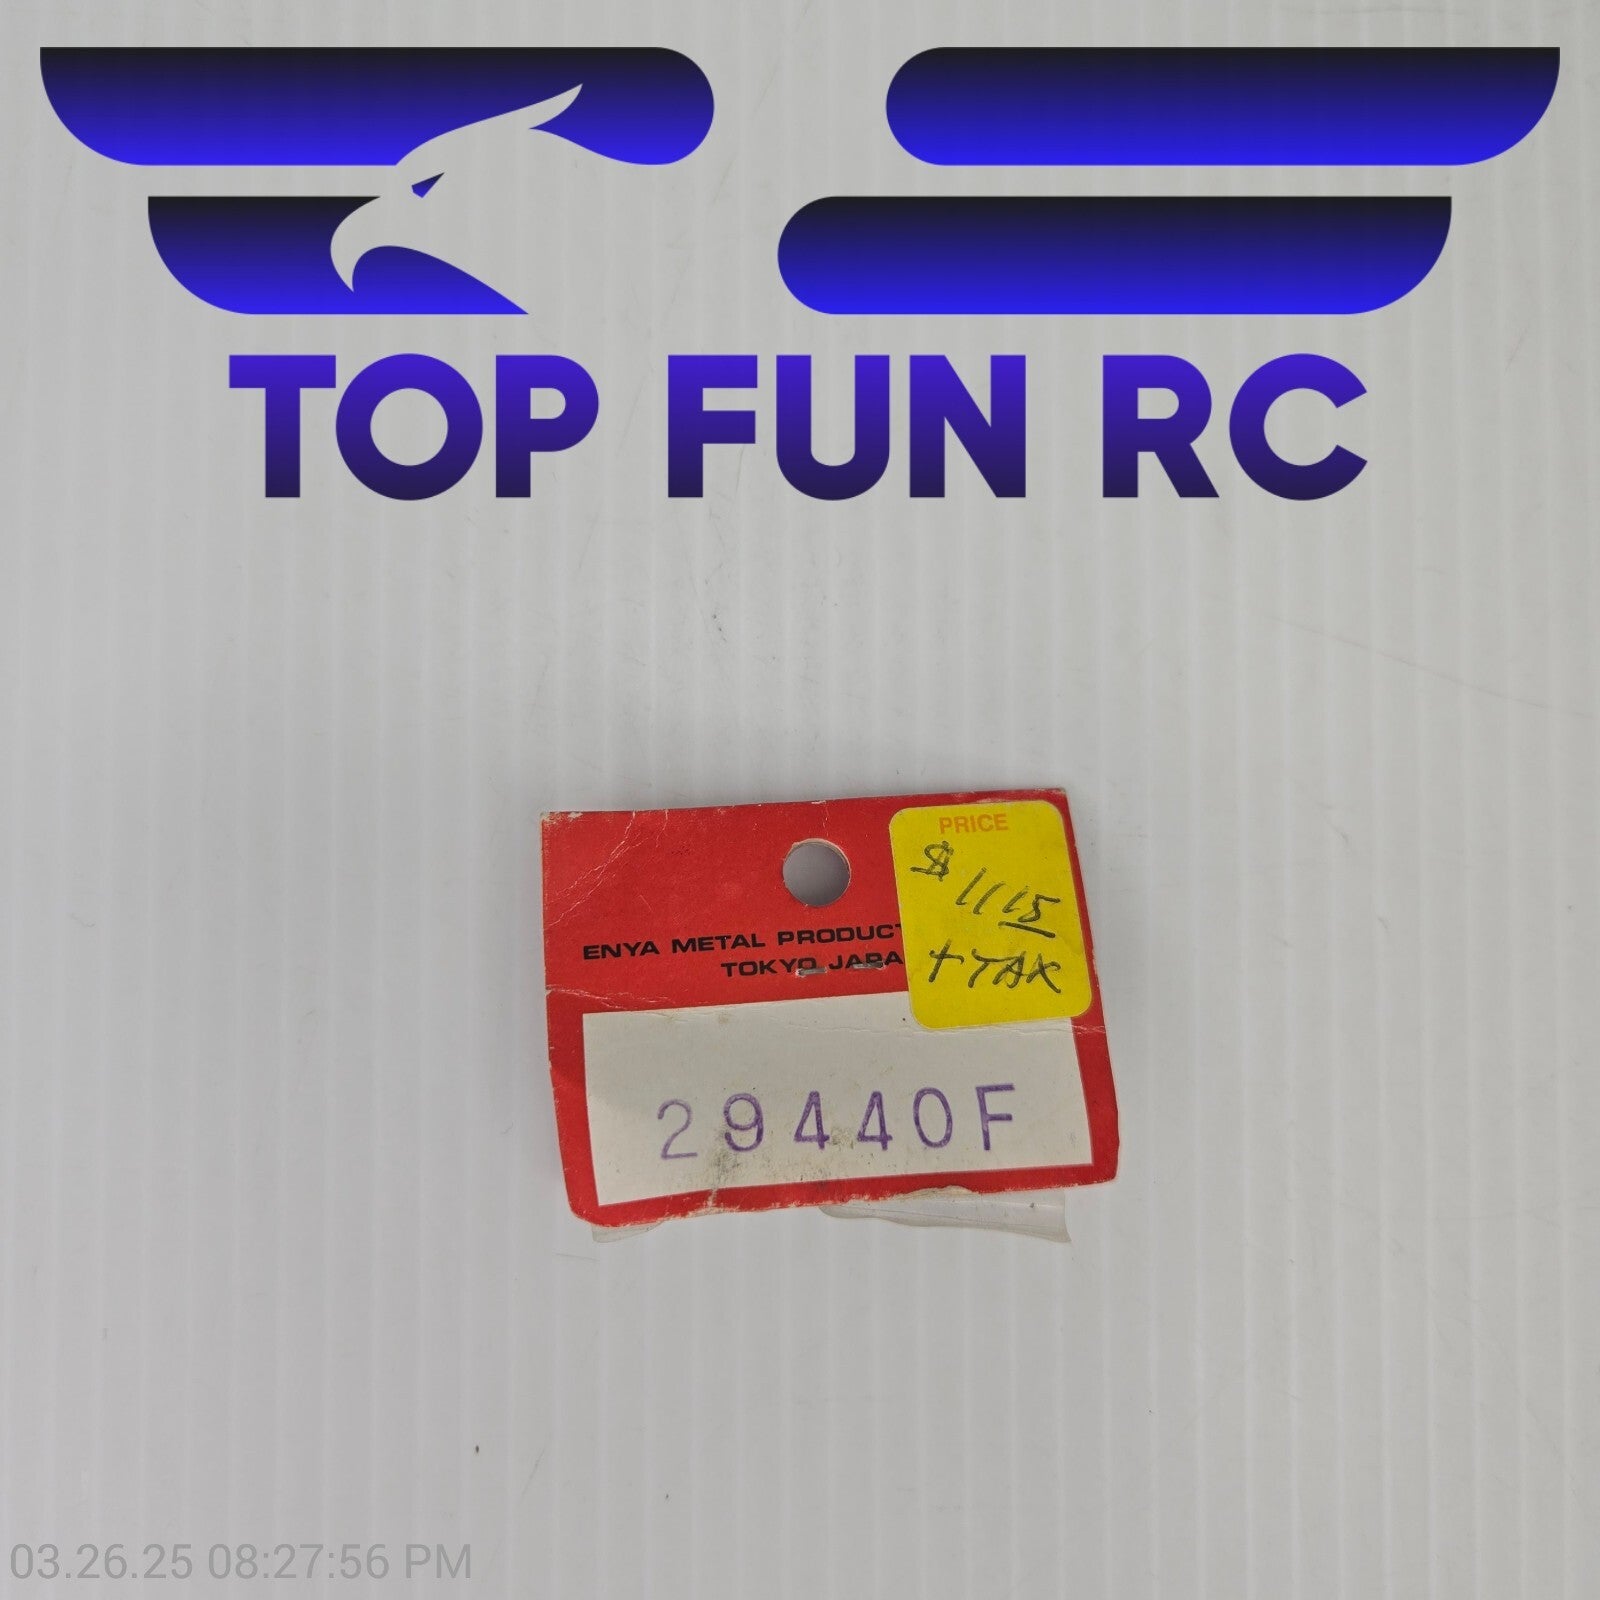 TOP FUN RC
PRICE
$ 11 15
+ TAX
ENYA METAL PRODUCT
TOKYO JAPA
29440F
03.26.25 08:27:56 PM